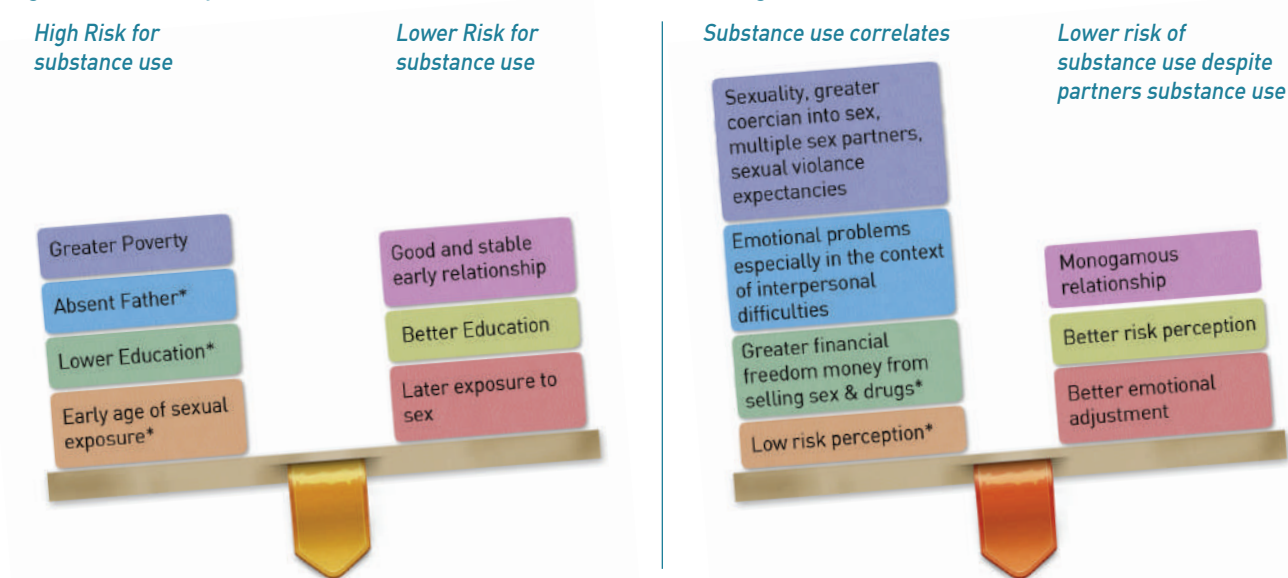 High Risk for
substance use
Lower Risk for
substance use
Greater Poverty
Absent Father*
Lower Education*
Early age of sexual
exposure*
Good and stable
early relationship
Better Education
Later exposure to
sex
Substance use correlates
Lower risk of
substance use despite
partners substance use
Sexuality, greater
coercian into sex,
multiple sex partners,
sexual violance
expectancies
Emotional problems
especially in the context
of interpersonal
difficulties
Greater financial
freedom money from
selling sex & drugs*
Low risk perception*
Monogamous
relationship
Better risk perception
Better emotional
adjustment